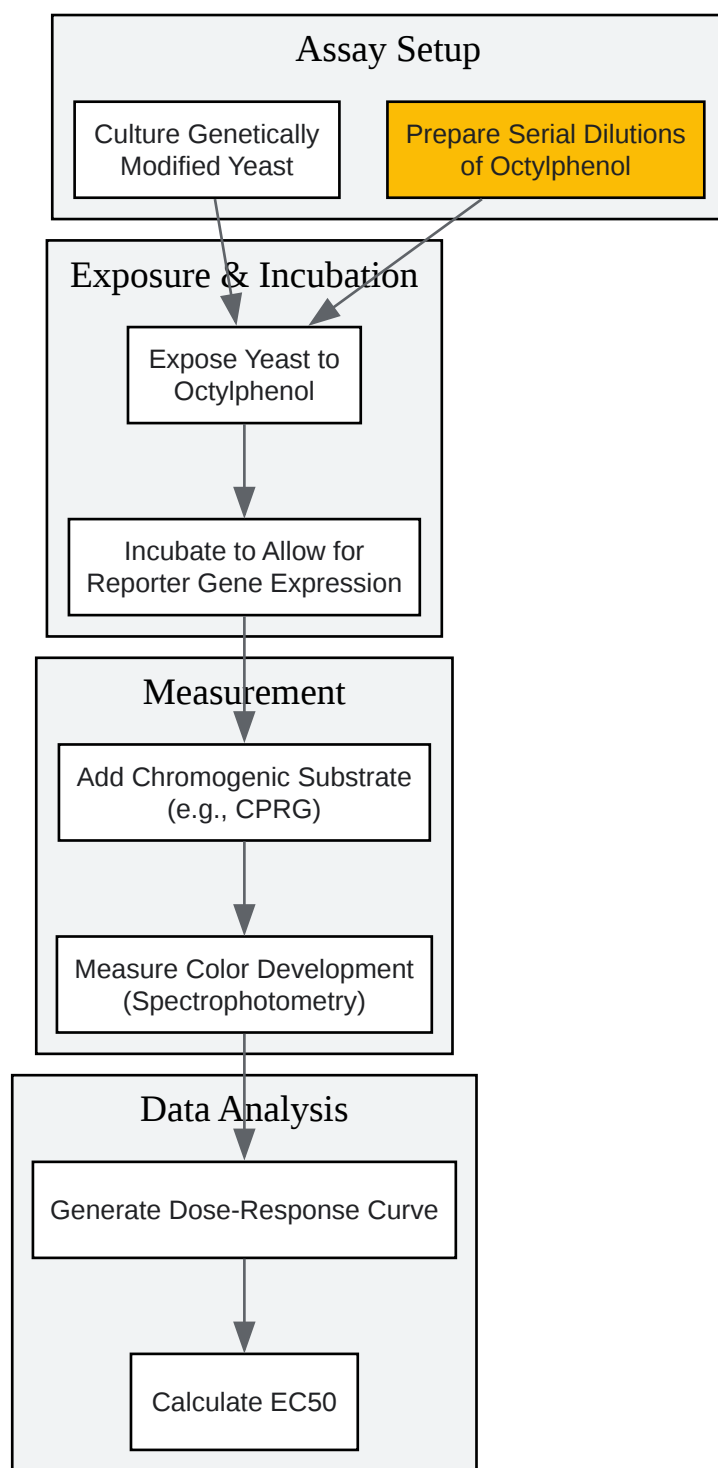 Assay Setup
Culture Genetically
Modified Yeast
Prepare Serial Dilutions
of Octylphenol
Exposure & Incubation
Expose Yeast to
Octylphenol
Incubate to Allow for
Reporter Gene Expression
Measurement
Add Chromogenic Substrate
(e.g., CPRG)
Measure Color Development
(Spectrophotometry)
Data Analysis
Generate Dose-Response Curve
Calculate EC50